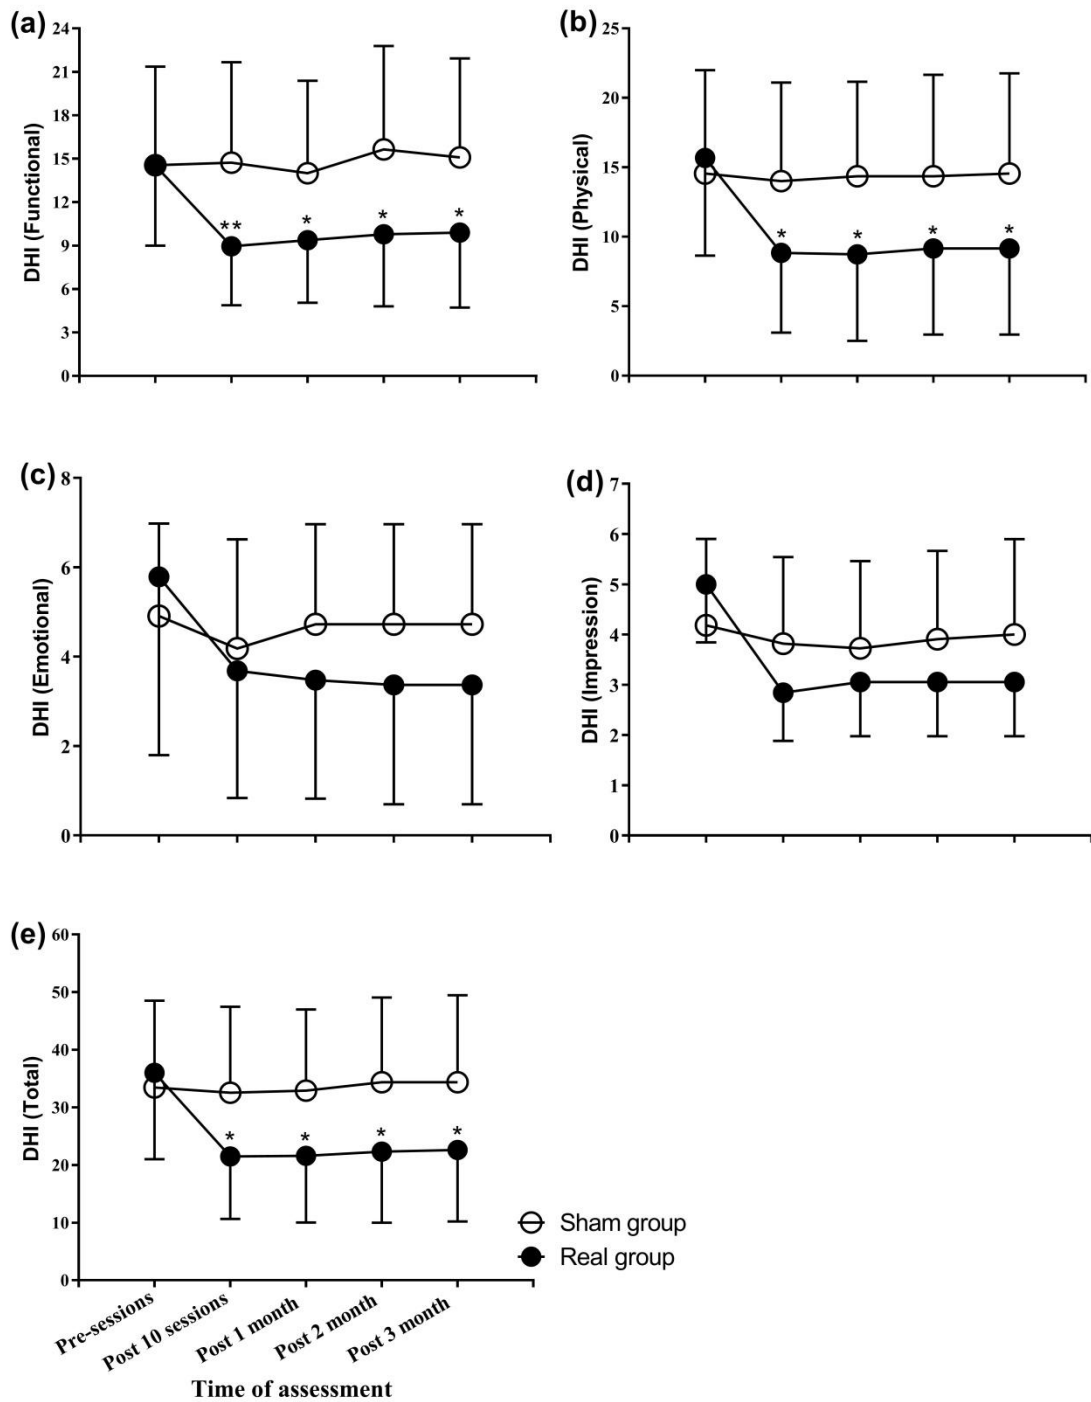 (a)
24
21
18
15
12
9
6
3
0
DHI (Functional)
** * * *
(b)
25
20
15
10
5
0
DHI (Physical)
* * * *
(c)
8
6
4
2
0
DHI (Emotional)
(d)
7
6
5
4
3
2
1
0
DHI (Impression)
(e)
60
50
40
30
20
10
0
DHI (Total)
* * * *
Pre-sessions
Post 10 sessions
Post 1 month
Post 2 month
Post 3 month
Time of assessment
Sham group
Real group